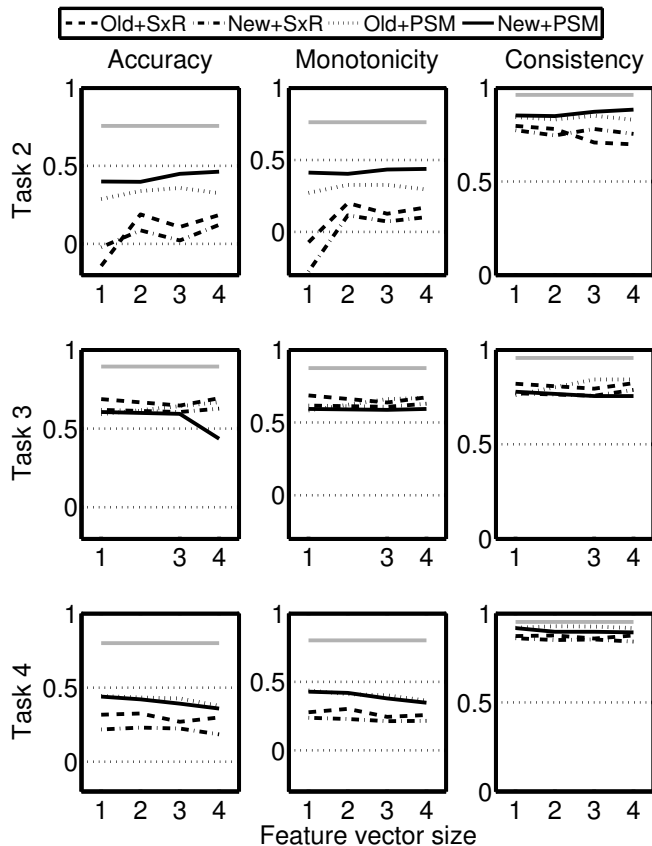 Old+SxR New+SxR Old+PSM New+PSM
Accuracy Monotonicity Consistency
Task 2
1 0.5 0
1 0.5 0
1 0.5 0
1 2 3 4
1 2 3 4
1 2 3 4
Task 3
1 0.5 0
1 0.5 0
1 0.5 0
1 3 4
1 3 4
1 3 4
Task 4
1 0.5 0
1 0.5 0
1 0.5 0
1 2 3 4
1 2 3 4
1 2 3 4
Feature vector size